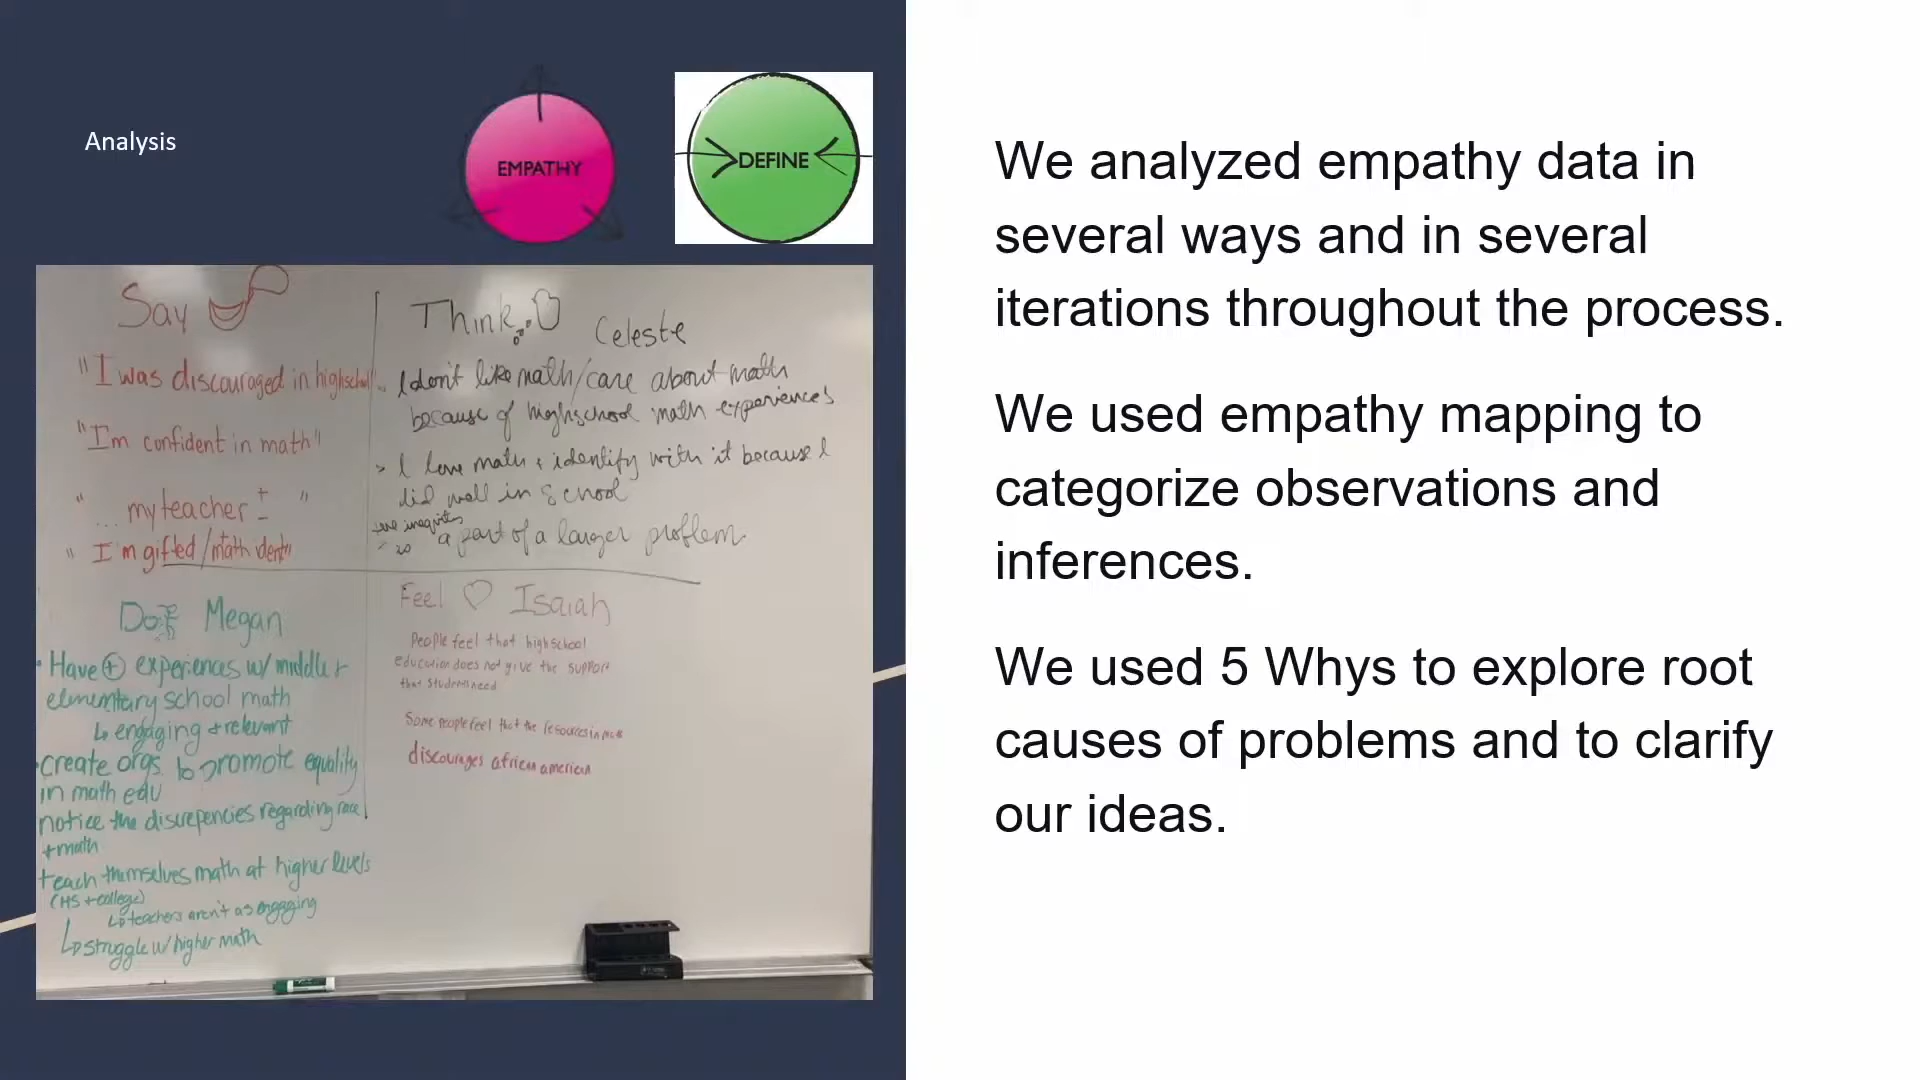 Analysis
EMPATHY
DEFINE
Say
"I was discouraged in highschool"
"I'm confident in math"
"... my teacher ± "
"I'm gifted/math
Think
Celeste
I don't like math/care about math
because of highschool math experiences
> I love math + identify with it because I
did well in school
a part of a larger problem
Do
Megan
• Have + experiences w/ middle +
elementary school math
↳ engaging + relevant
• create orgs to promote equality
in math edu
notice the discrepencies regarding race
+ math
teach themselves math at higher levels
(HS + college)
↳ teachers aren't as engaging
↳ struggle w/ higher math
Feel ♡ Isaiah
People feel that highschool
education does not give the support
that students need
Some people feel that the resources in
discourages african american
We analyzed empathy data in
several ways and in several
iterations throughout the process.
We used empathy mapping to
categorize observations and
inferences.
We used 5 Whys to explore root
causes of problems and to clarify
our ideas.